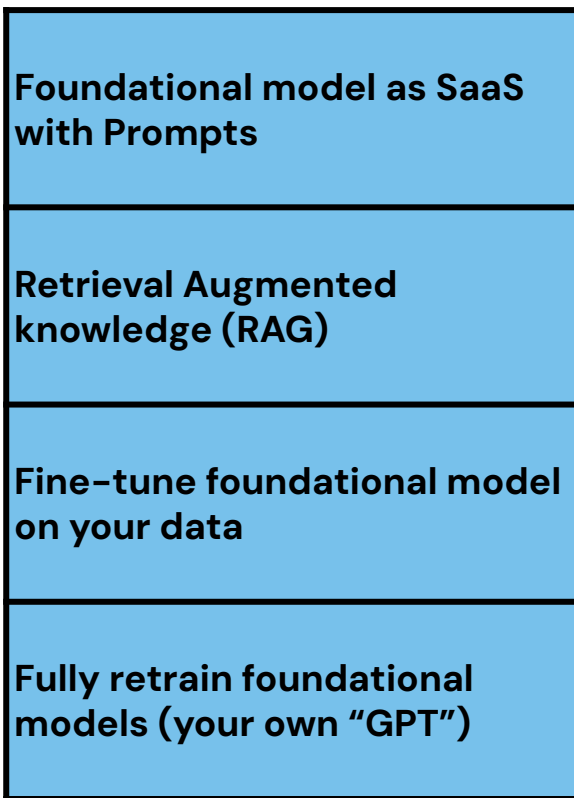 Foundational model as SaaS
with Prompts
Retrieval Augmented
knowledge (RAG)
Fine-tune foundational model
on your data
Fully retrain foundational
models (your own “GPT”)